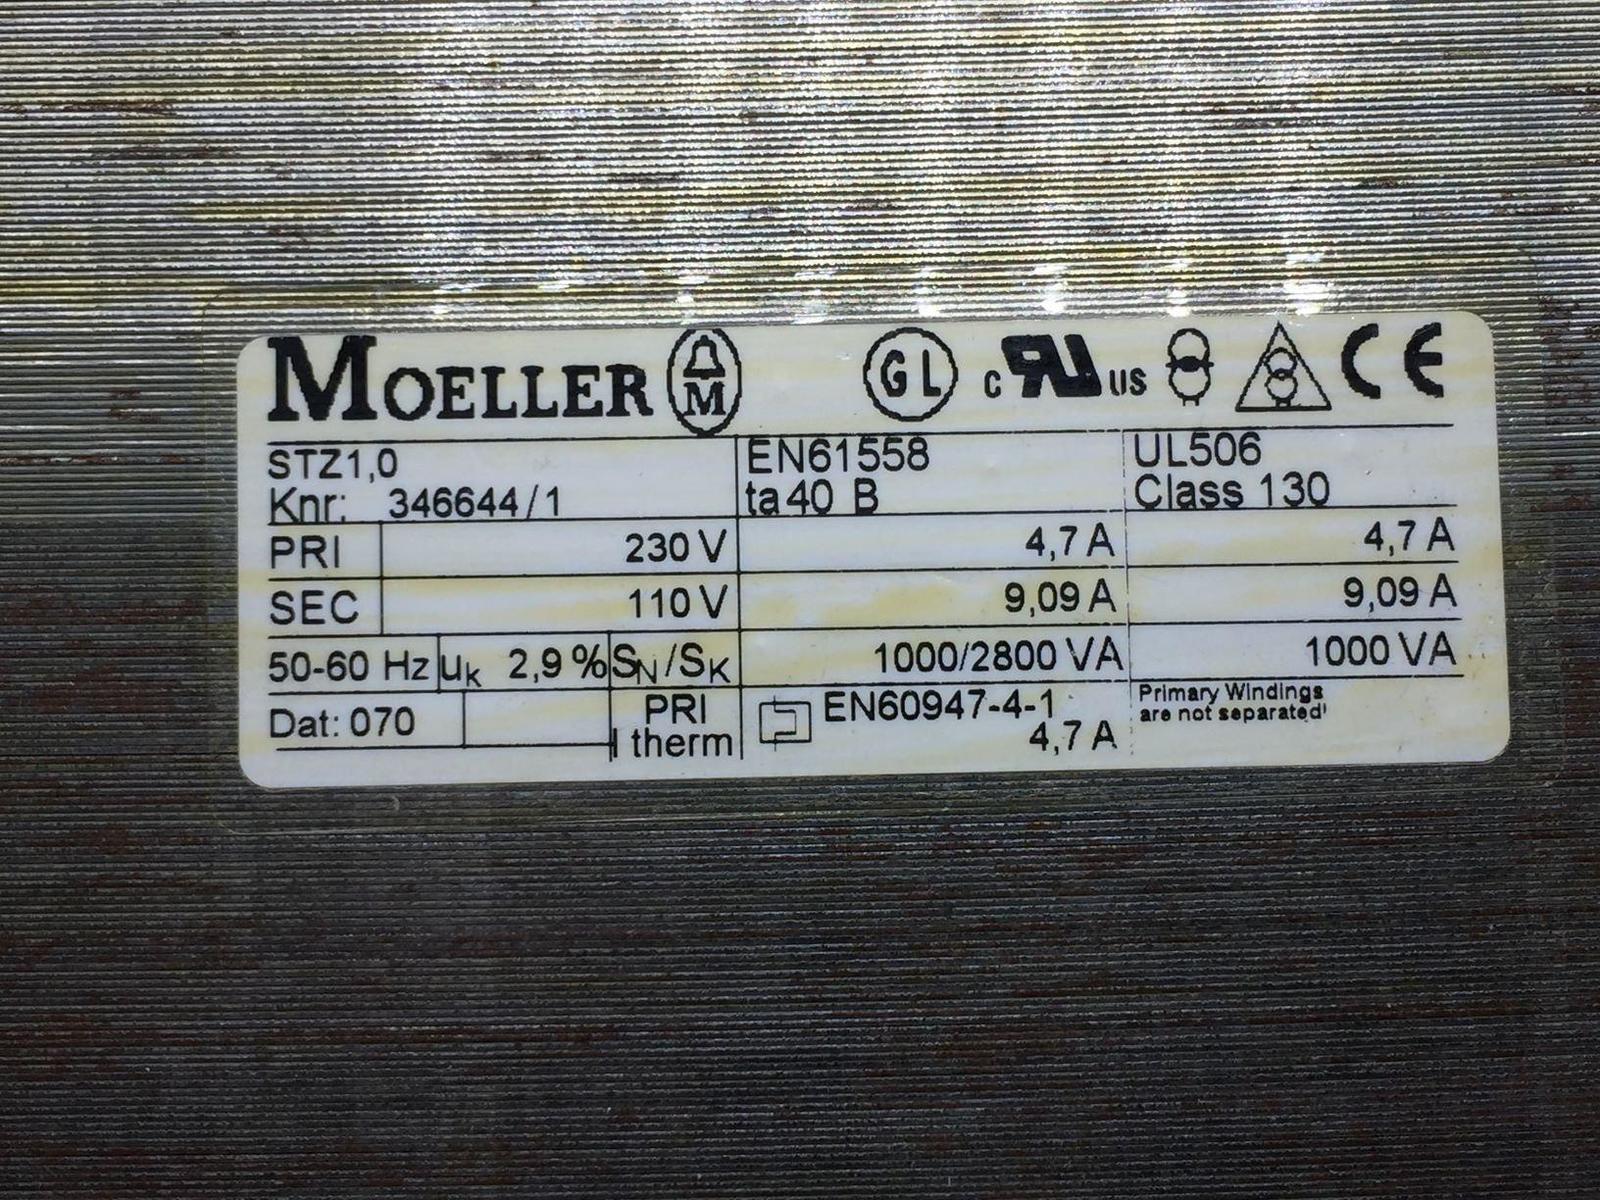 MOELLER M GL c RU US CE
STZ1,0 EN61558 UL506
Knr: 346644/1 ta40 B Class 130
PRI 230 V 4,7 A 4,7 A
SEC 110 V 9,09 A 9,09 A
50-60 Hz uk 2,9 % SN/SK 1000/2800 VA 1000 VA
Dat: 070 PRI EN60947-4-1 Primary Windings
are not separated!
I therm 4,7 A